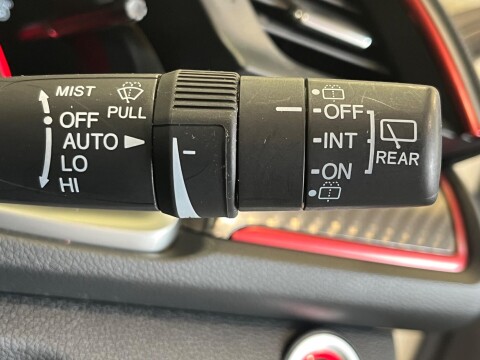 MIST
PULL
OFF
AUTO
LO
HI
OFF
INT
ON
REAR